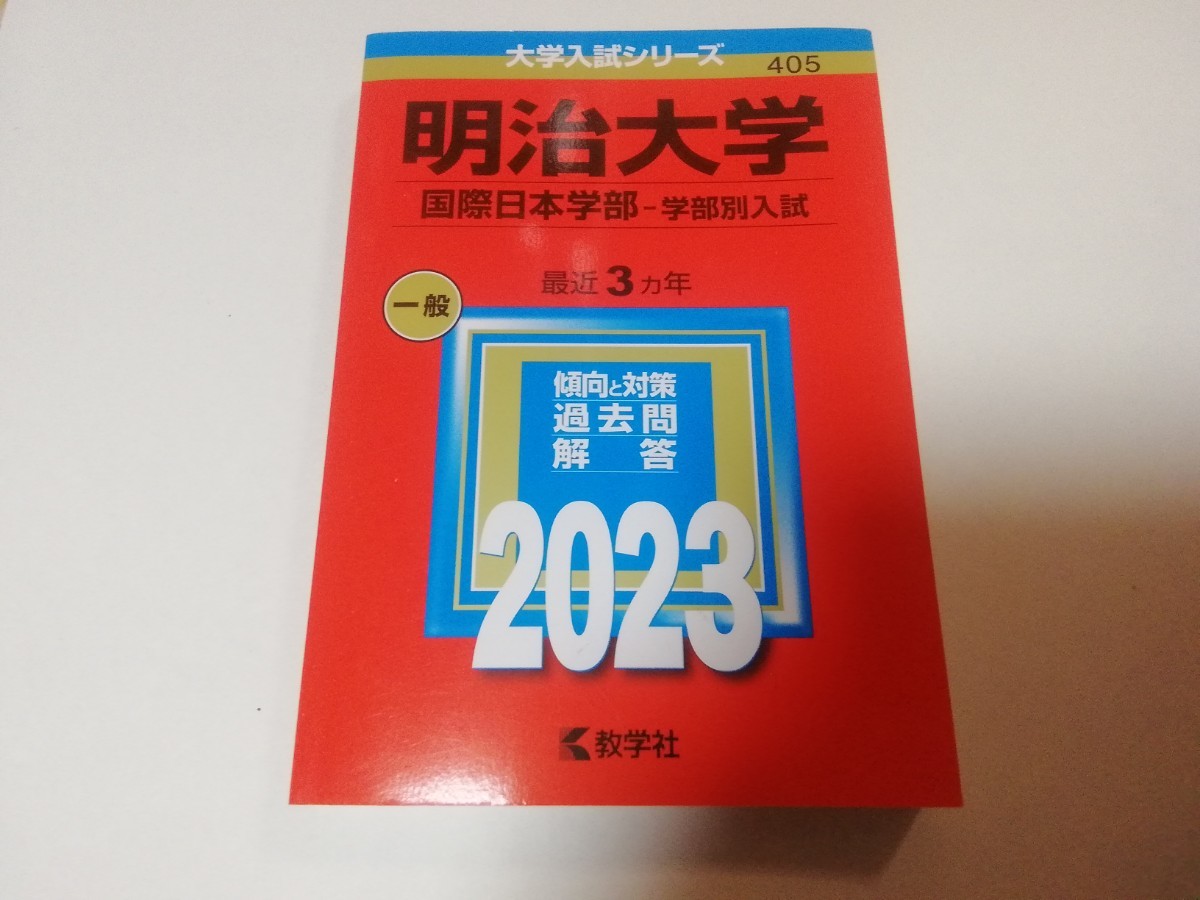 大学入試シリーズ
405
明治大学
国際日本学部-学部別入試
最近3ヵ年
一般
傾向と対策
過去問
解答
2023
教学社